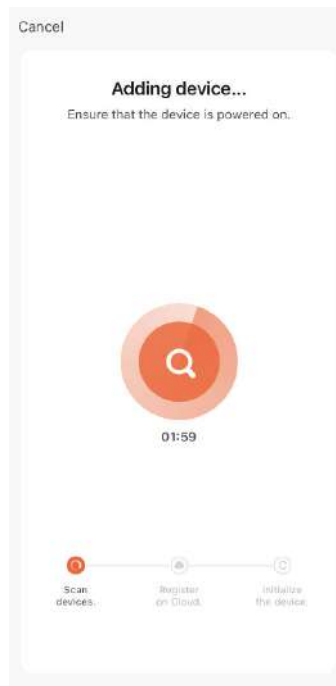 Cancel
Adding device...
Ensure that the device is powered on.
01:59
Scan
devices.
Register
on Cloud.
Initialize
the device.